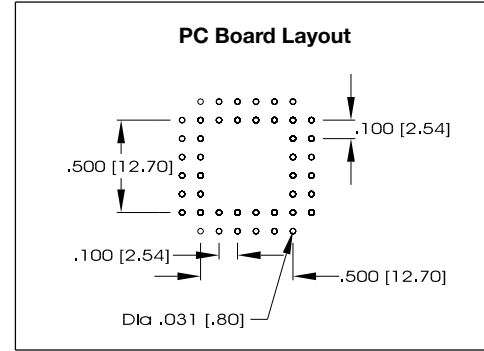 PC Board Layout
.100 [2.54]
.500 [12.70]
.100 [2.54]
.500 [12.70]
Dia .031 [.80]